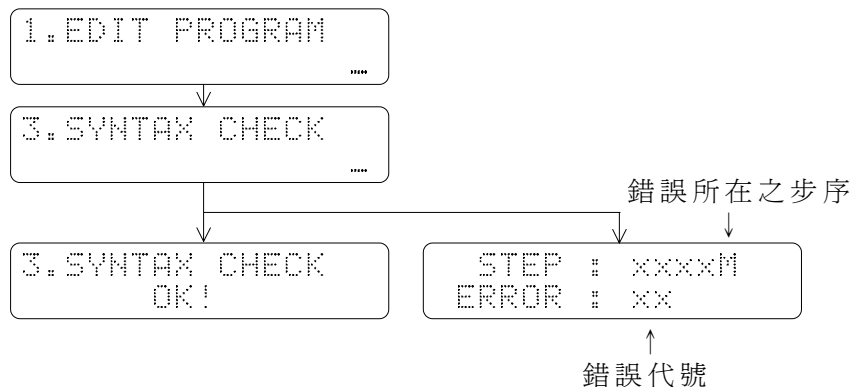 1.EDIT PROGRAM
3.SYNTAX CHECK
錯誤所在之步序
3.SYNTAX CHECK
OK!
STEP : xxxxM
ERROR : xx
錯誤代號